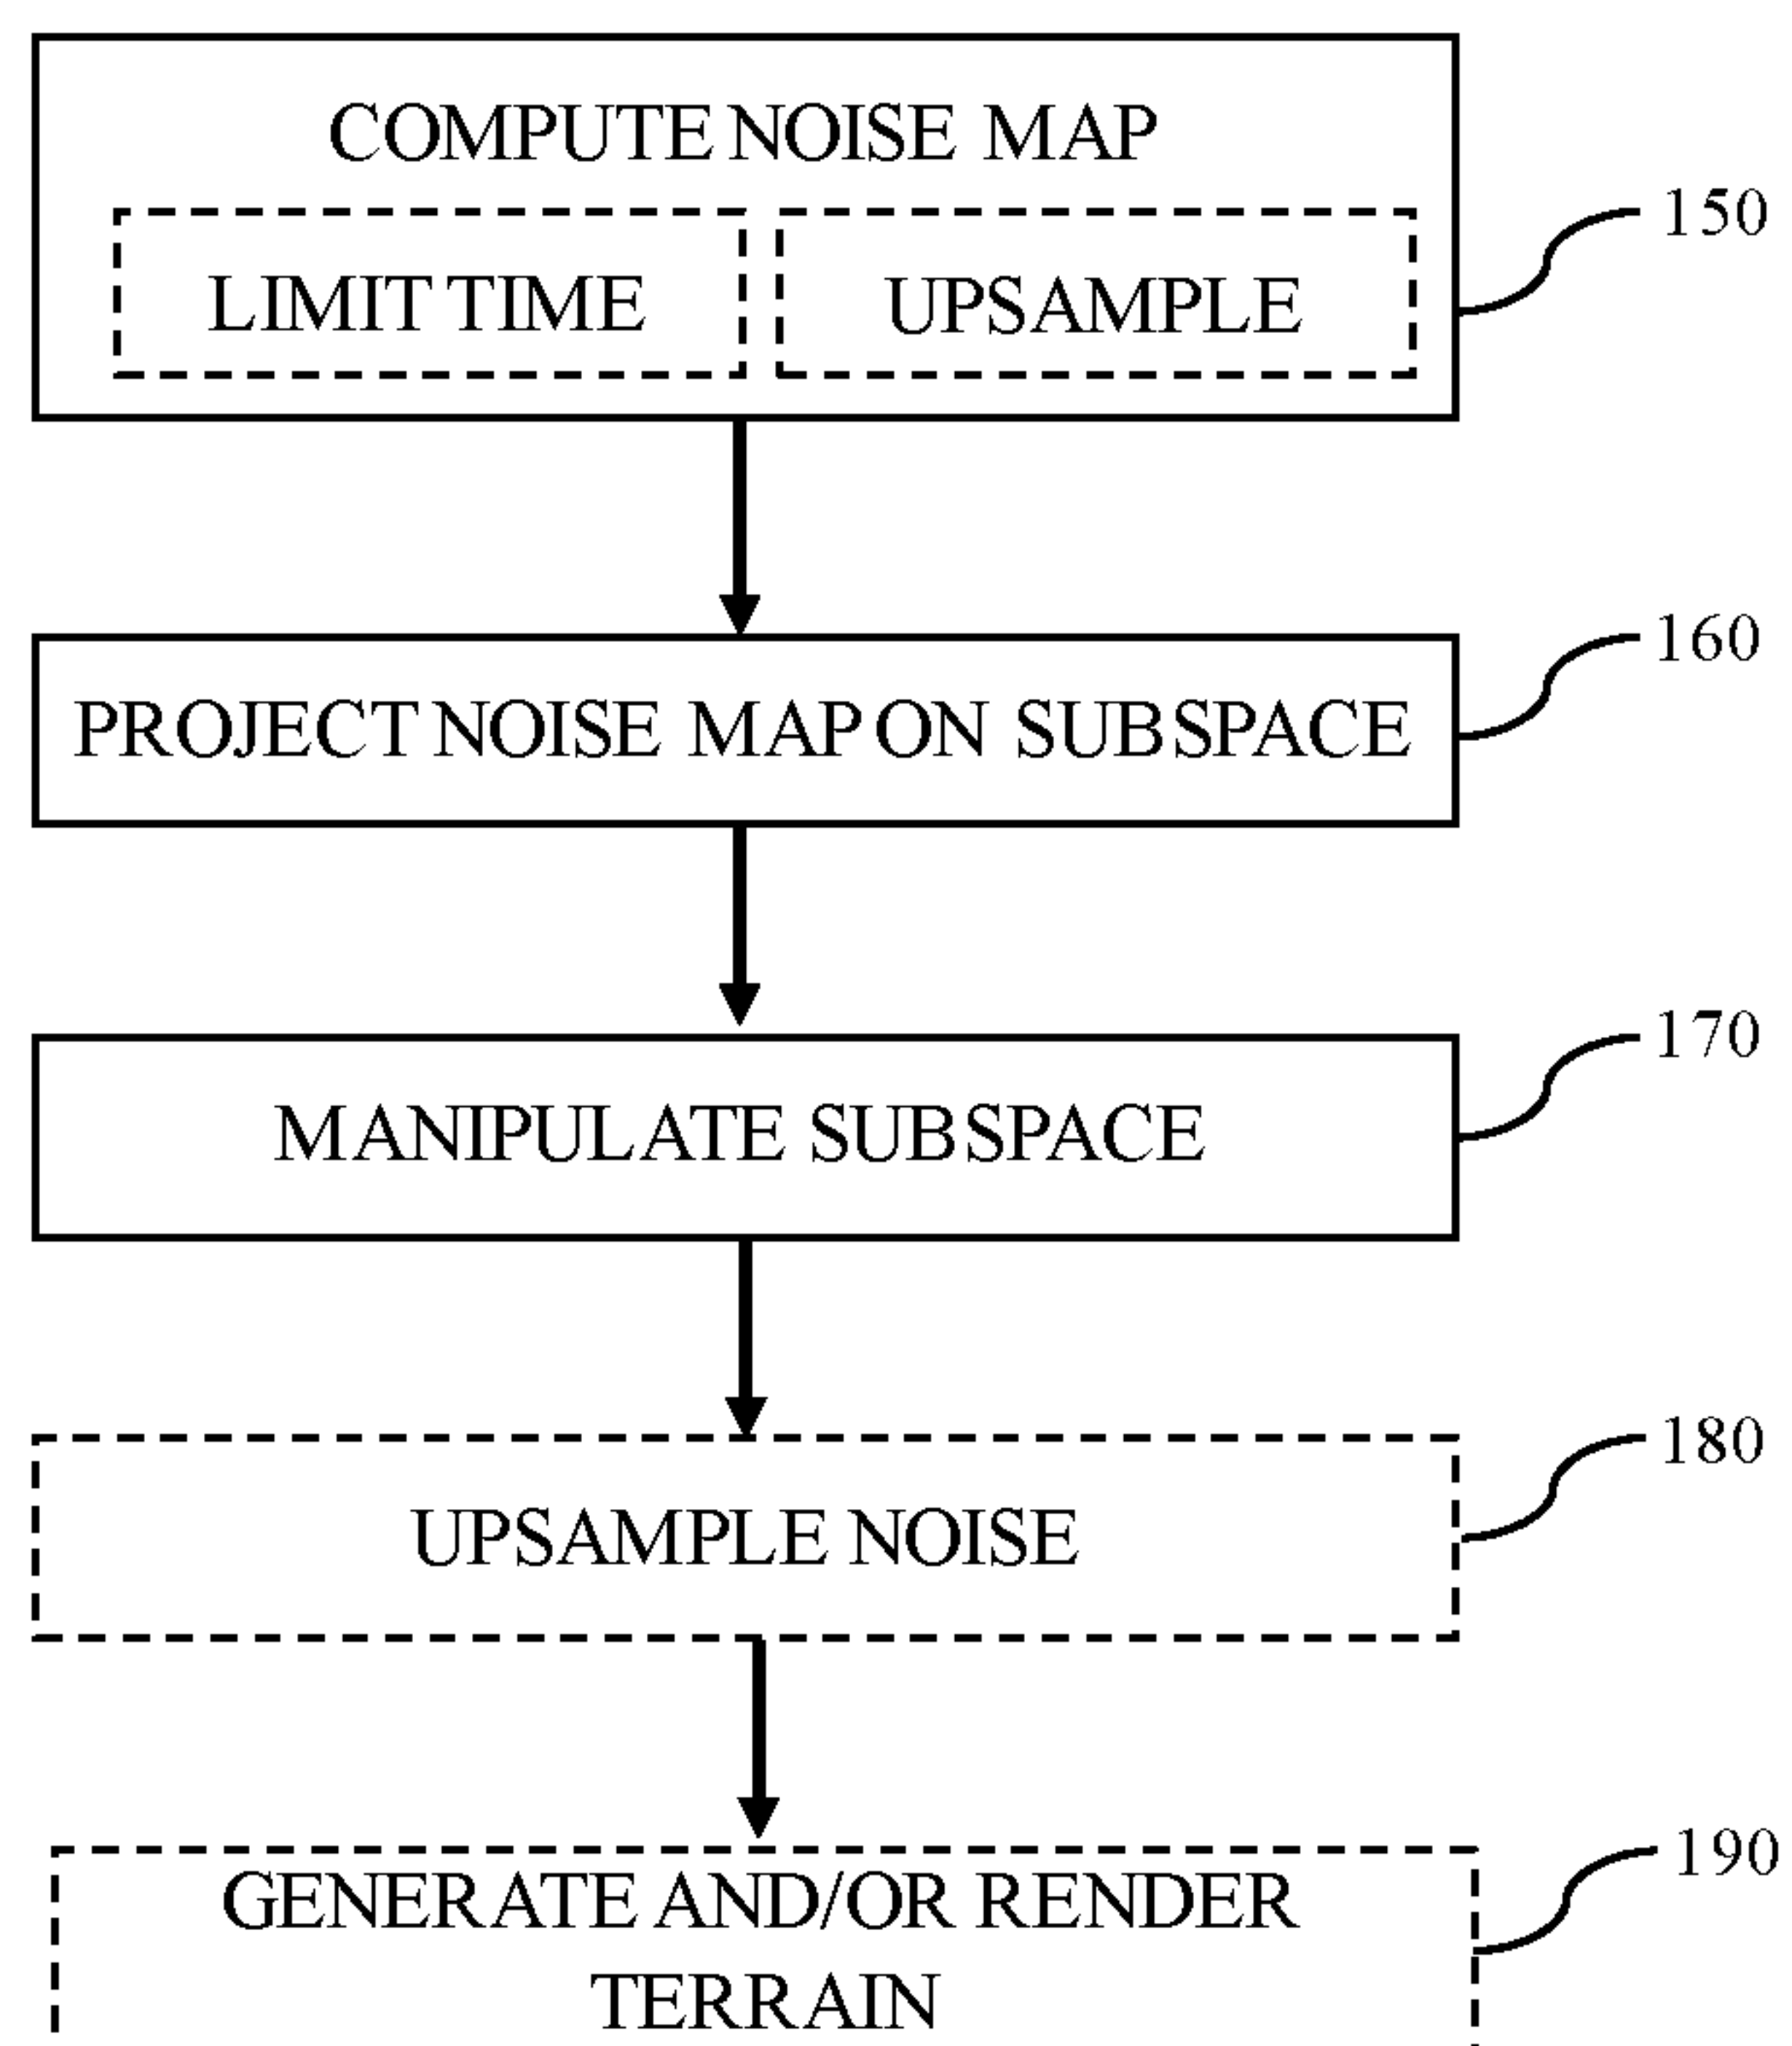 COMPUTE NOISE MAP
150
LIMIT TIME
UPSAMPLE
160
PROJECT NOISE MAP ON SUBSPACE
170
MANIPULATE SUBSPACE
180
UPSAMPLE NOISE
190
GENERATE AND/OR RENDER
TERRAIN